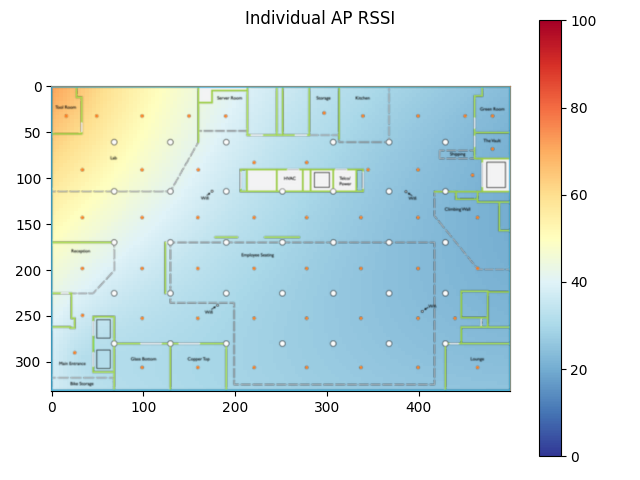 Individual AP RSSI
Tool Room
Server Room
Storage
Kitchen
Green Room
The Vault
Shipping
Lab
HVAC
Telco/
Power
Climbing Wall
Reception
Employee Seating
Main Entrance
Glass Bottom
Copper Top
Lounge
Bike Storage
0
50
100
150
200
250
300
0
100
200
300
400
100
80
60
40
20
0